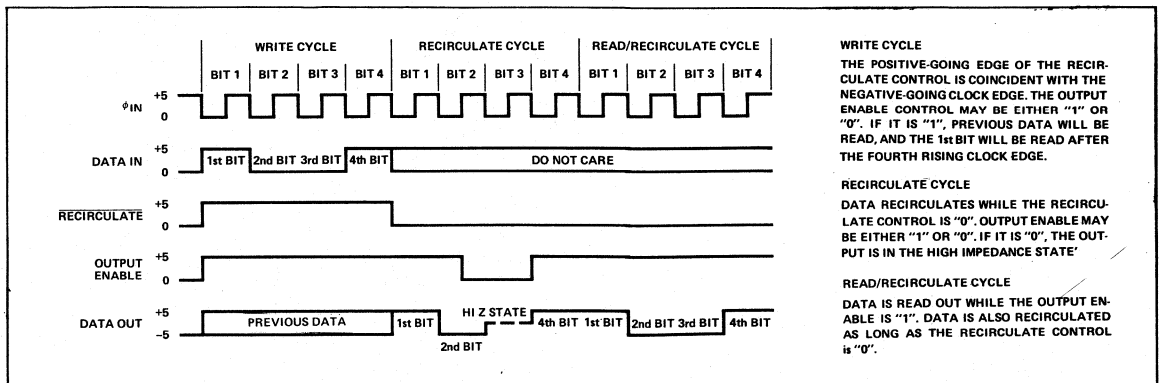 WRITE CYCLE RECIRCULATE CYCLE READ/RECIRCULATE CYCLE
BIT 1 BIT 2 BIT 3 BIT 4 BIT 1 BIT 2 BIT 3 BIT 4 BIT 1 BIT 2 BIT 3 BIT 4
ϕIN +5
0
DATA IN +5
0
1st BIT 2nd BIT 3rd BIT 4th BIT DO NOT CARE
RECIRCULATE +5
0
OUTPUT ENABLE +5
0
DATA OUT +5
-5
PREVIOUS DATA 1st BIT HI Z STATE 4th BIT 1st BIT 2nd BIT 3rd BIT 4th BIT
2nd BIT
WRITE CYCLE
THE POSITIVE-GOING EDGE OF THE RECIR-
CULATE CONTROL IS COINCIDENT WITH THE
NEGATIVE-GOING CLOCK EDGE. THE OUTPUT
ENABLE CONTROL MAY BE EITHER "1" OR
"0". IF IT IS "1", PREVIOUS DATA WILL BE
READ, AND THE 1st BIT WILL BE READ AFTER
THE FOURTH RISING CLOCK EDGE.
RECIRCULATE CYCLE
DATA RECIRCULATES WHILE THE RECIRCU-
LATE CONTROL IS "0". OUTPUT ENABLE MAY
BE EITHER "1" OR "0". IF IT IS "0", THE OUT-
PUT IS IN THE HIGH IMPEDANCE STATE'
READ/RECIRCULATE CYCLE
DATA IS READ OUT WHILE THE OUTPUT EN-
ABLE IS "1". DATA IS ALSO RECIRCULATED
AS LONG AS THE RECIRCULATE CONTROL
is "0".